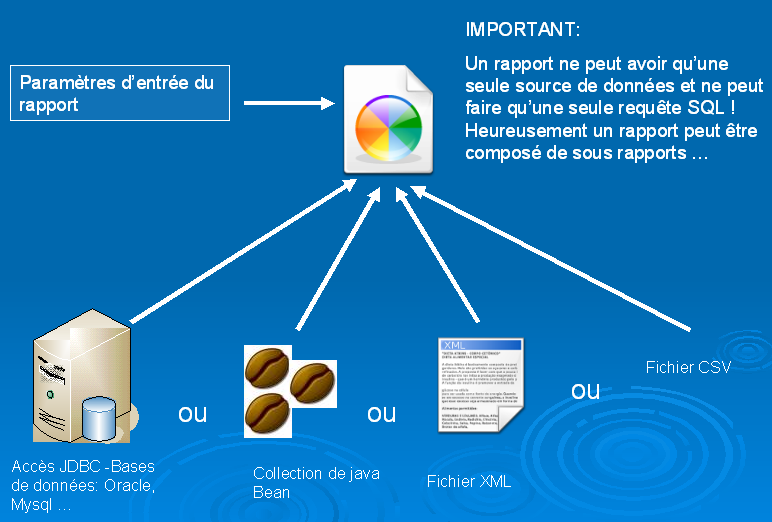 IMPORTANT:
Un rapport ne peut avoir qu'une
seule source de données et ne peut
faire qu'une seule requête SQL !
Heureusement un rapport peut être
composé de sous rapports …
Paramètres d'entrée du
rapport
XML
Fichier CSV
ou
ou
ou
Accès JDBC -Bases
de données: Oracle,
Mysql …
Collection de java
Bean
Fichier XML